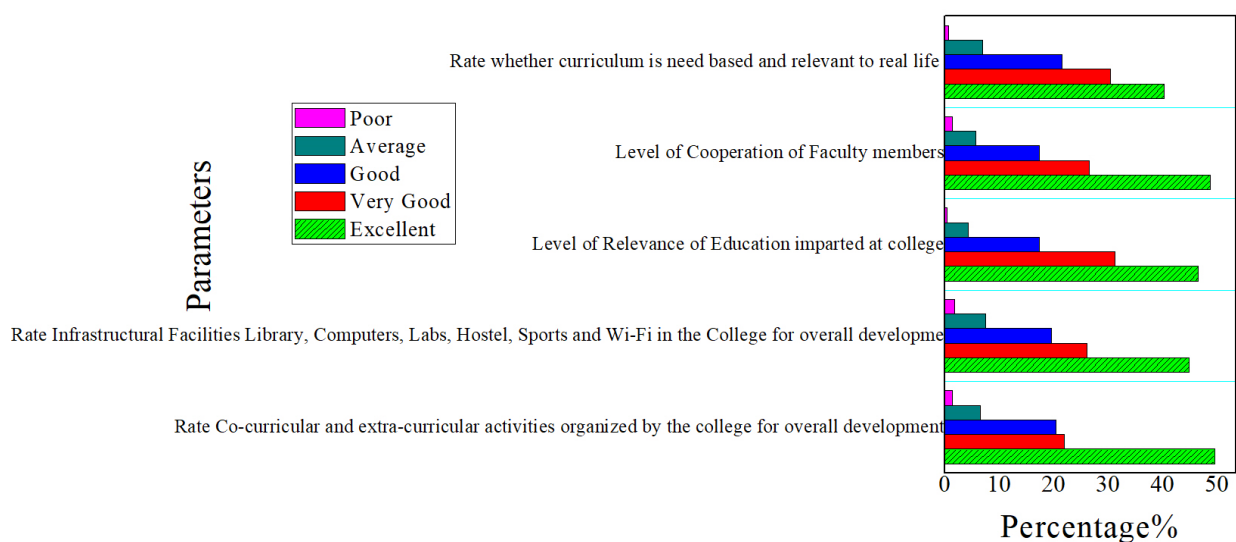 Rate whether curriculum is need based and relevant to real life
Poor
Average
Good
Very Good
Excellent
Parameters
Level of Cooperation of Faculty members
Level of Relevance of Education imparted at college
Rate Infrastructural Facilities Library, Computers, Labs, Hostel, Sports and Wi-Fi in the College for overall developme
Rate Co-curricular and extra-curricular activities organized by the college for overall development
0 10 20 30 40 50
Percentage%